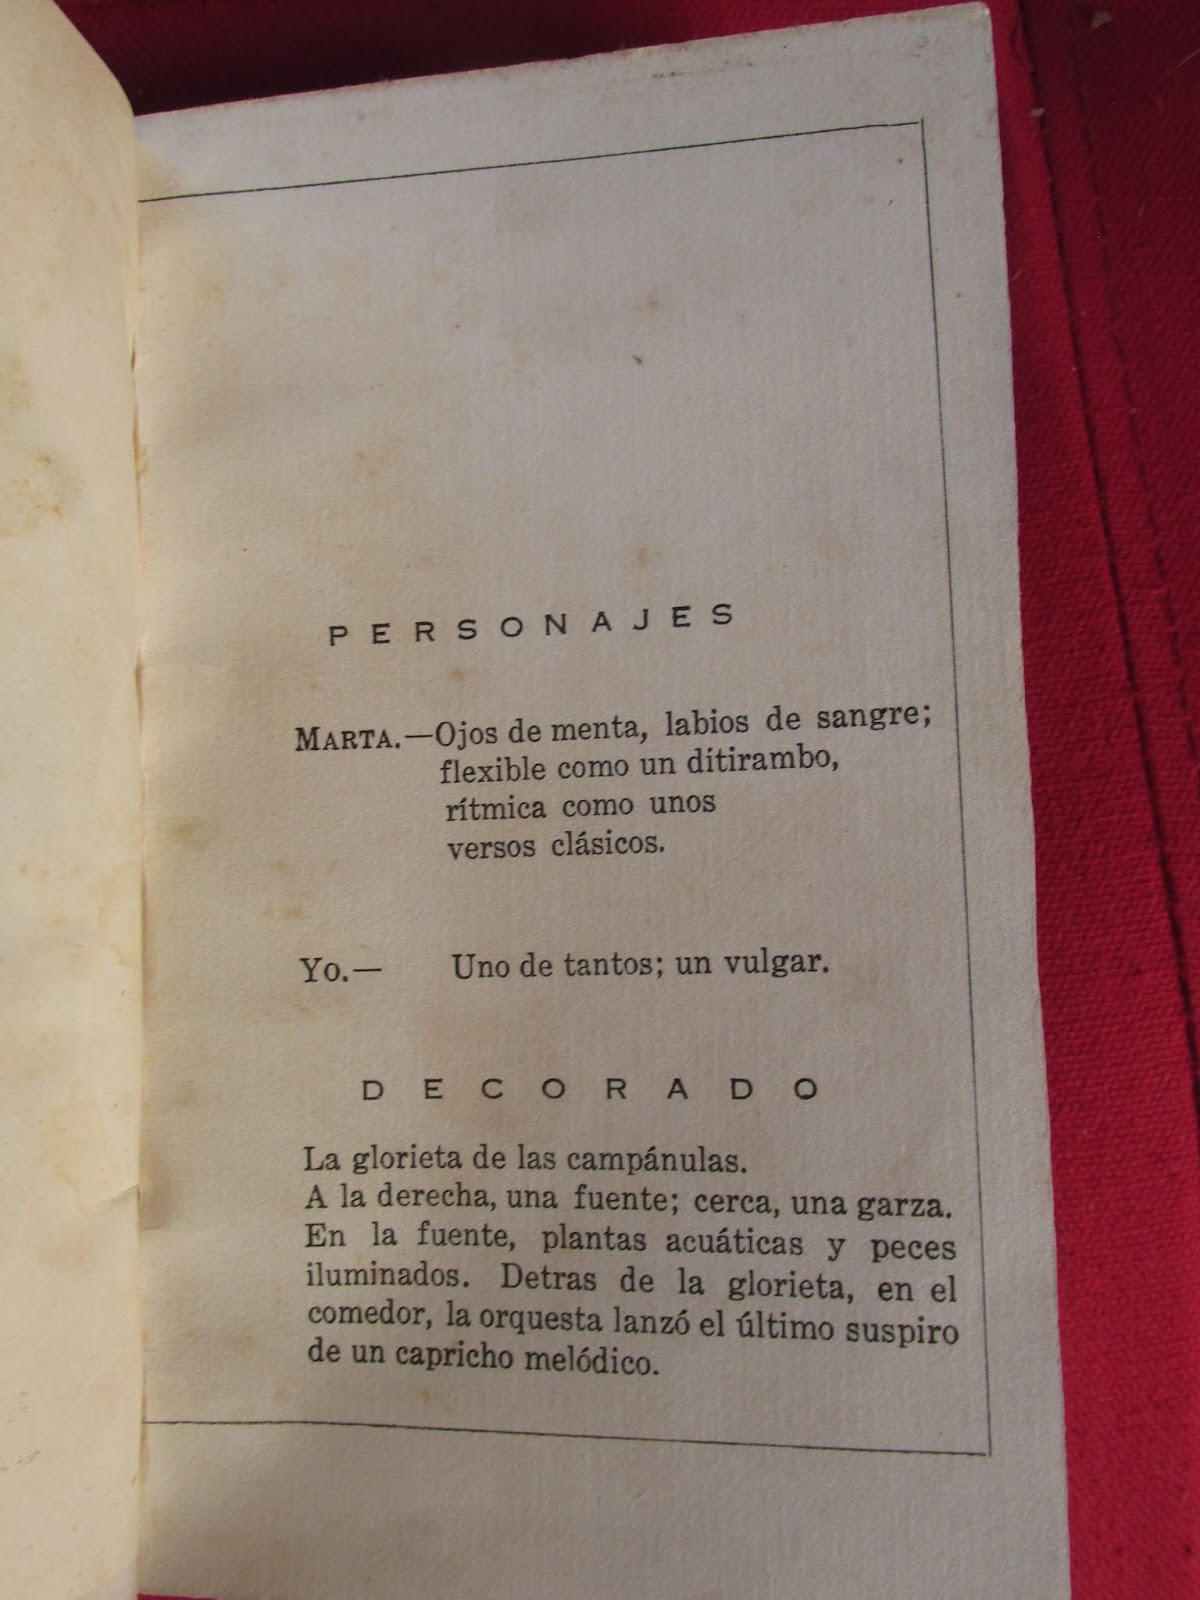 PERSONAJES
MARTA.—Ojos de menta, labios de sangre;
flexible como un ditirambo,
rítmica como unos
versos clásicos.
Yo.— Uno de tantos; un vulgar.
DECORADO
La glorieta de las campánulas.
A la derecha, una fuente; cerca, una garza.
En la fuente, plantas acuáticas y peces
iluminados. Detras de la glorieta, en el
comedor, la orquesta lanzó el último suspiro
de un capricho melódico.